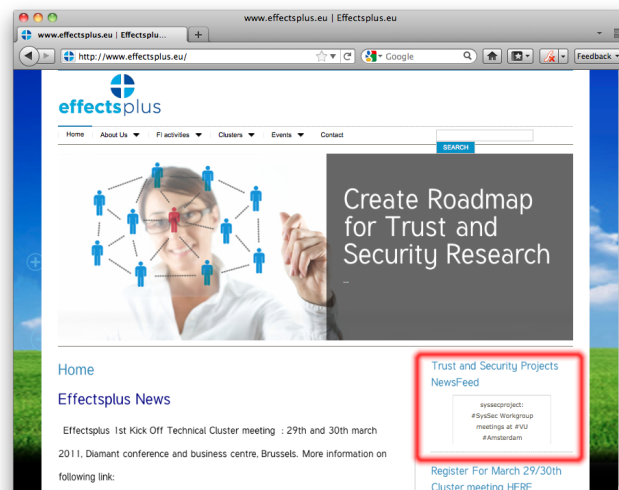 www.effectsplus.eu | Effectsplus.eu
www.effectsplus.eu | Effectsplu...
http://www.effectsplus.eu/
Google
Feedback
effectsplus
Home About Us FI activities Clusters Events Contact
SEARCH
Create Roadmap
for Trust and
Security Research
...
Home
Effectsplus News
Effectsplus 1st Kick Off Technical Cluster meeting : 29th and 30th march
2011, Diamant conference and business centre, Brussels. More information on
following link:
Trust and Security Projects
NewsFeed
syssecproject:
#SysSec Workgroup
meetings at #VU
#Amsterdam
Register For March 29/30th
Cluster meeting HERE